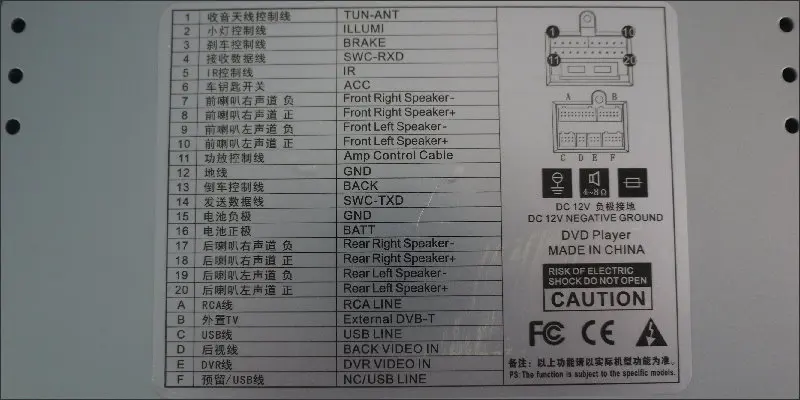 1 收音天线控制线 TUN-ANT
2 小灯控制线 ILLUMI
3 刹车控制线 BRAKE
4 接收数据线 SWC-RXD
5 IR控制线 IR
6 车钥匙开关 ACC
7 前喇叭右声道 负 Front Right Speaker-
8 前喇叭右声道 正 Front Right Speaker+
9 前喇叭左声道 负 Front Left Speaker-
10 前喇叭左声道 正 Front Left Speaker+
11 功放控制线 Amp Control Cable
12 地线 GND
13 倒车控制线 BACK
14 发送数据线 SWC-TXD
15 电池负极 GND
16 电池正极 BATT
17 后喇叭右声道 负 Rear Right Speaker-
18 后喇叭右声道 正 Rear Right Speaker+
19 后喇叭左声道 负 Rear Left Speaker-
20 后喇叭左声道 正 Rear Left Speaker+
A RCA线 RCA LINE
B 外置TV External DVB-T
C USB线 USB LINE
D 后视线 BACK VIDEO IN
E DVR线 DVR VIDEO IN
F 预留/USB线 NC/USB LINE
1 10
11 20
A B
C D E F
4~8Ω
DC 12V 负极接地
DC 12V NEGATIVE GROUND
DVD Player
MADE IN CHINA
RISK OF ELECTRIC
SHOCK DO NOT OPEN
CAUTION
FC CE
备注：以上功能请以实际机型功能为准。
PS: The function is subject to the specific models.